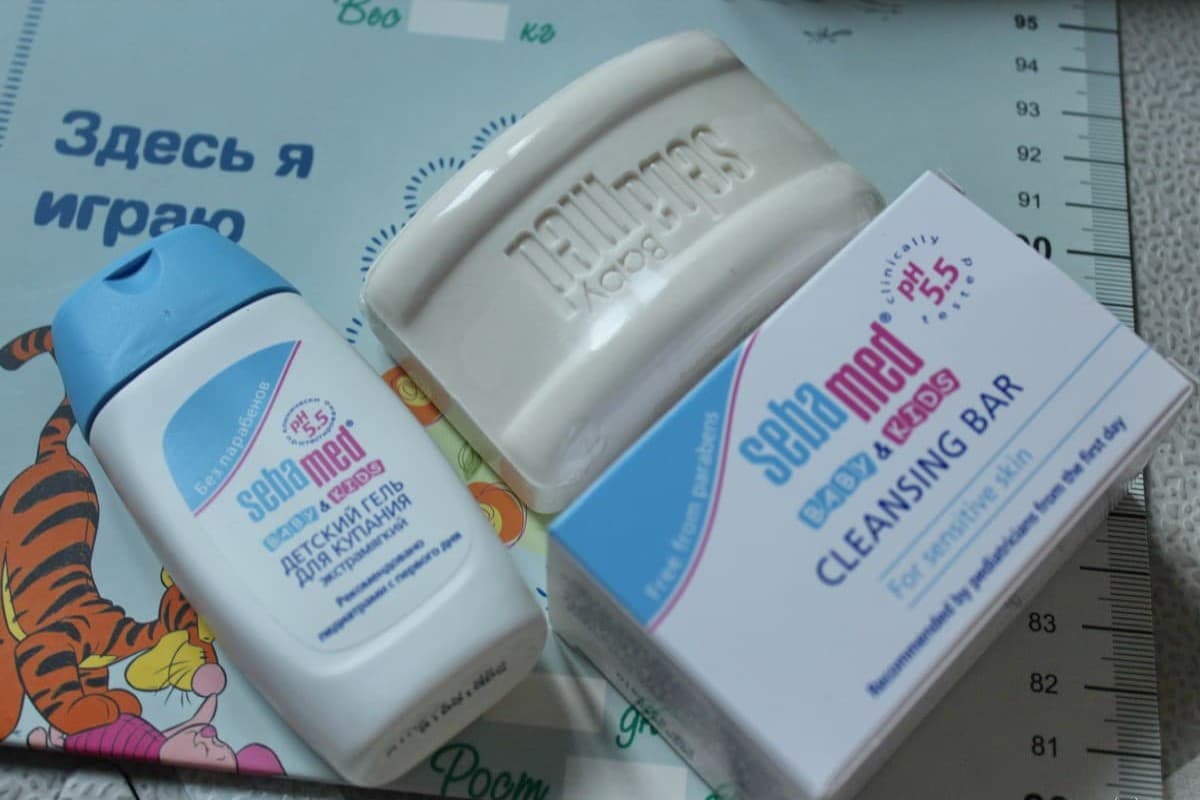 Вес кг
Здесь я
играю
sebamed
Baby
Без парабенов
pH
5.5
sebamed®
BABY & KIDS
ДЕТСКИЙ ГЕЛЬ
ДЛЯ КУПАНИЯ
экстрамягкий
Рекомендовано
педиатрами с первого дня
clinically
pH
5.5
tested
Free from parabens
sebamed®
BABY & KIDS
CLEANSING BAR
For sensitive skin
Recommended by pediatricians from the first day
Рост
95
94
93
92
91
83
82
81